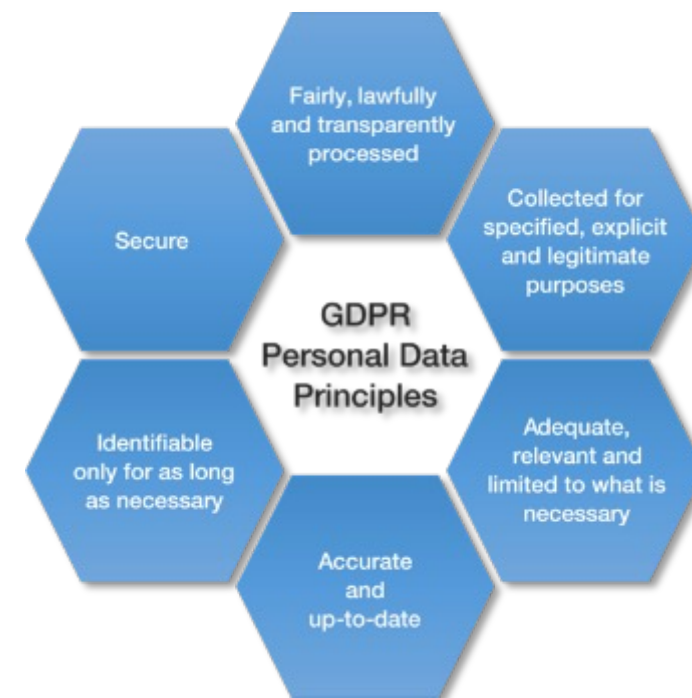 GDPR
Personal Data
Principles
Fairly, lawfully
and transparently
processed
Collected for
specified, explicit
and legitimate
purposes
Adequate,
relevant and
limited to what is
necessary
Accurate
and
up-to-date
Identifiable
only for as long
as necessary
Secure